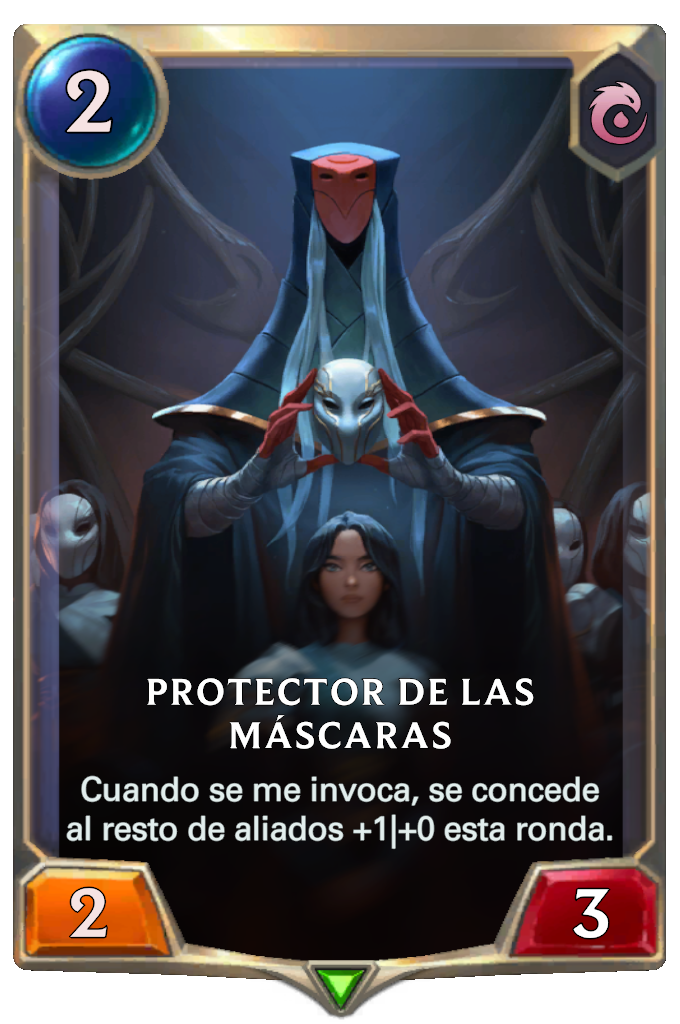 2
PROTECTOR DE LAS
MÁSCARAS
Cuando se me invoca, se concede
al resto de aliados +1|+0 esta ronda.
2
3